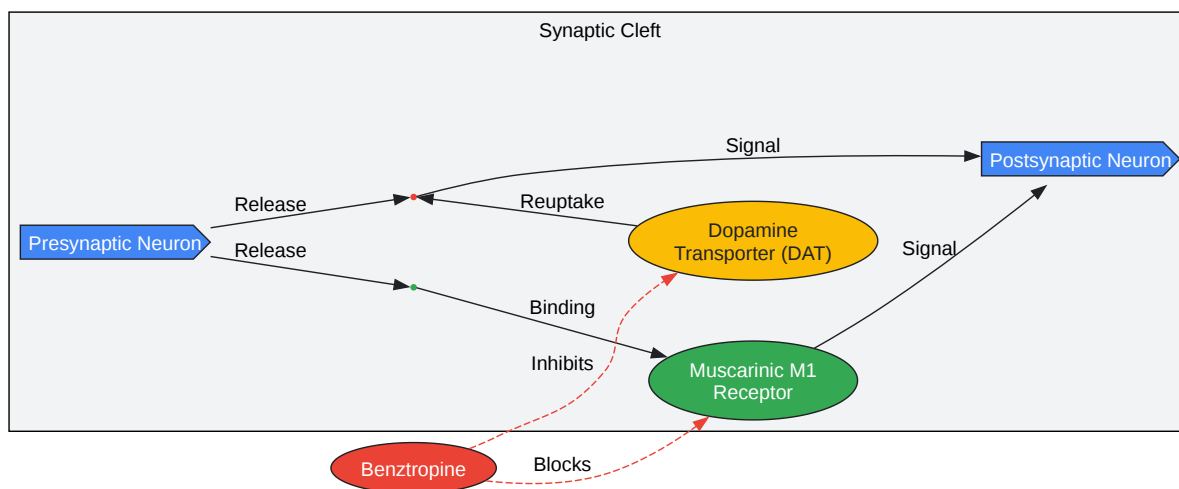 Synaptic Cleft
Signal
Postsynaptic Neuron
Release
Reuptake
Dopamine
Transporter (DAT)
Presynaptic Neuron
Release
Signal
Binding
Inhibits
Muscarinic M1
Receptor
Benztropine
Blocks